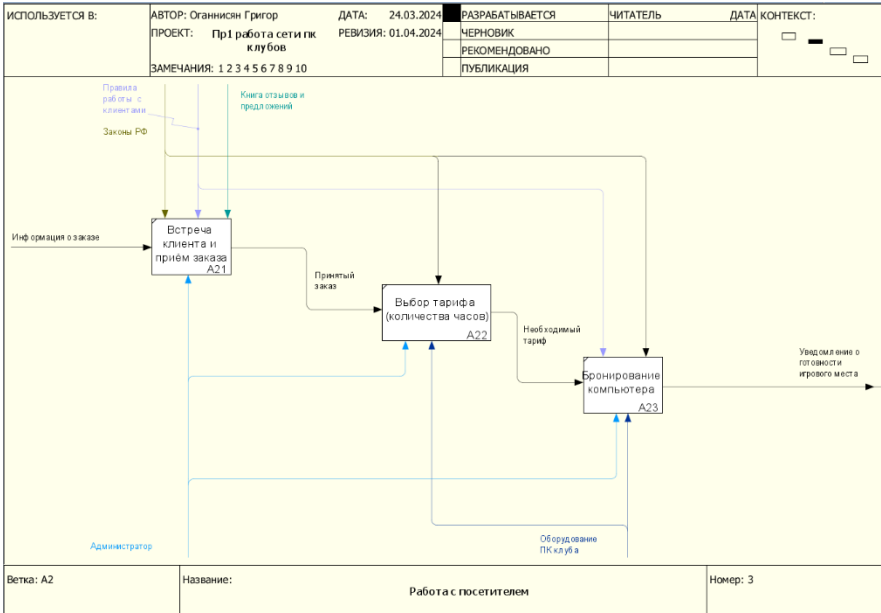 ИСПОЛЬЗУЕТСЯ В:
АВТОР: Оганнисян Григор
ДАТА: 24.03.2024
РАЗРАБАТЫВАЕТСЯ
ЧИТАТЕЛЬ
ДАТА
КОНТЕКСТ:
ПРОЕКТ: Пр1 работа сети пк
клубов
РЕВИЗИЯ: 01.04.2024
ЧЕРНОВИК
РЕКОМЕНДОВАНО
ЗАМЕЧАНИЯ: 1 2 3 4 5 6 7 8 9 10
ПУБЛИКАЦИЯ
Правила
работы с
клиентами
Книга отзывов и
предложений
Законы РФ
Информация о заказе
Встреча
клиента и
приём заказа
A21
Принятый
заказ
Выбор тарифа
(количества часов)
A22
Необходимый
тариф
Бронирование
компьютера
A23
Уведомление о
готовности
игрового места
Администратор
Оборудование
ПК клуба
Ветка: A2
Название:
Работа с посетителем
Номер: 3